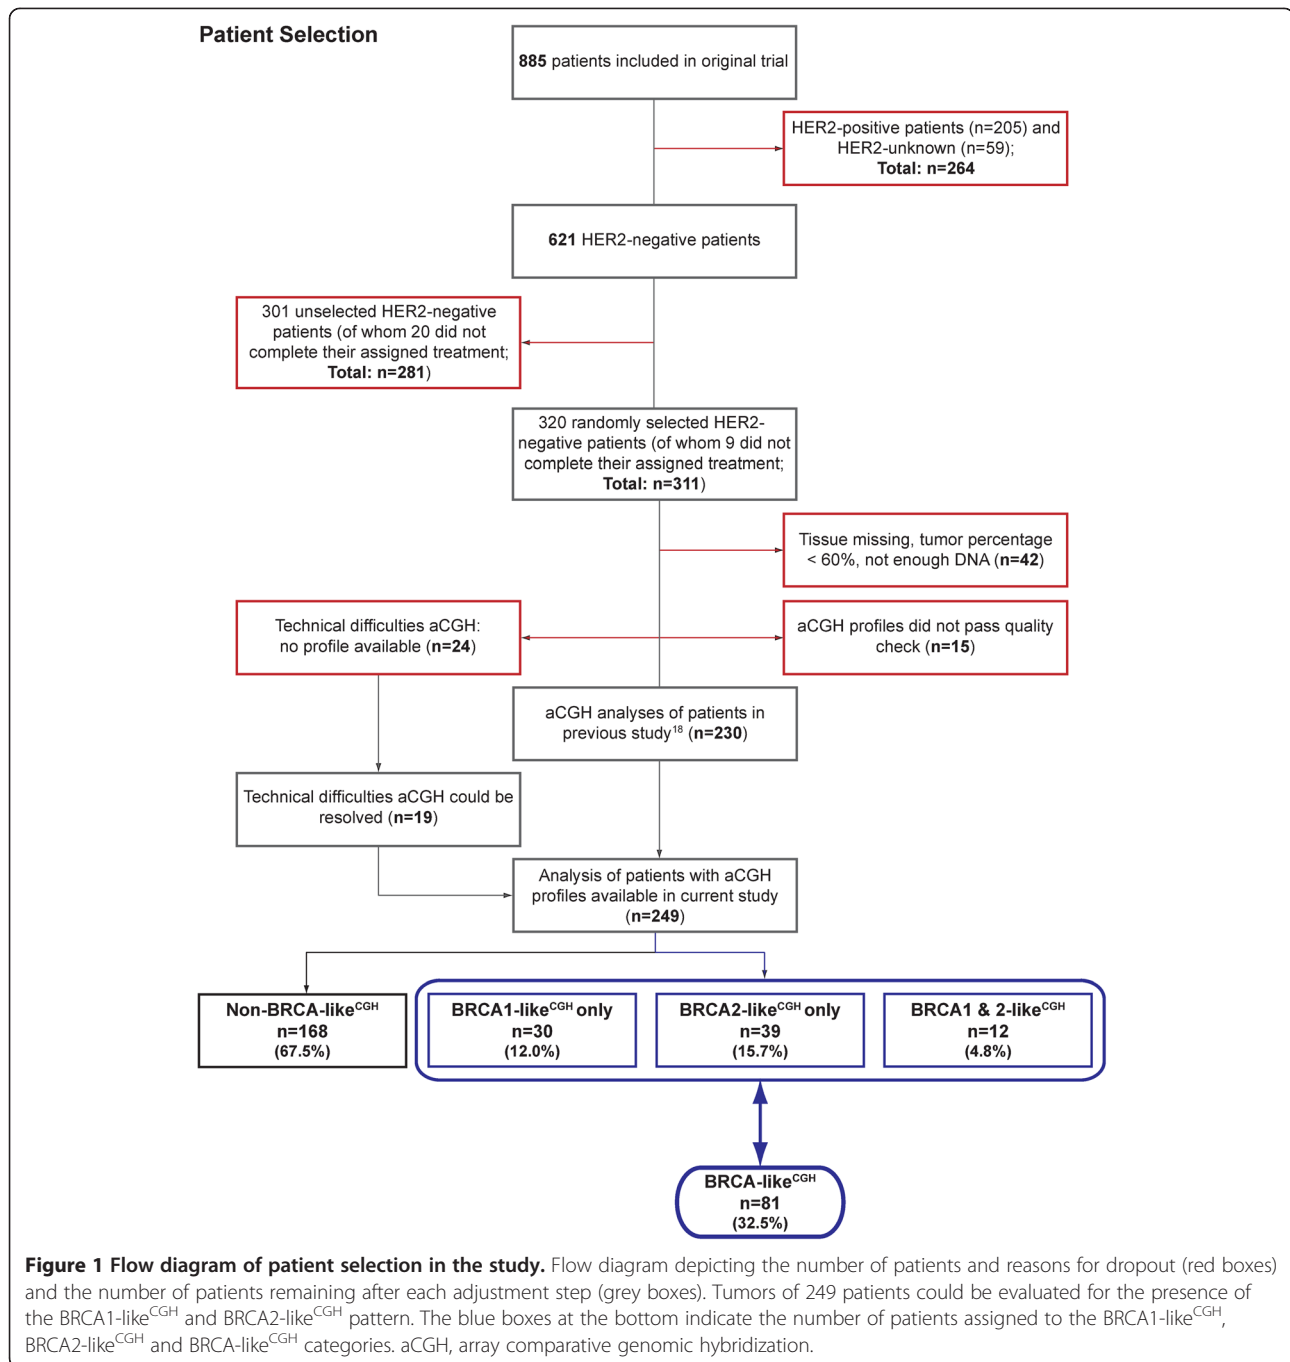 Patient Selection
885 patients included in original trial
HER2-positive patients (n=205) and
HER2-unknown (n=59);
Total: n=264
621 HER2-negative patients
301 unselected HER2-negative
patients (of whom 20 did not
complete their assigned treatment;
Total: n=281)
320 randomly selected HER2-
negative patients (of whom 9 did not
complete their assigned treatment;
Total: n=311)
Tissue missing, tumor percentage
< 60%, not enough DNA (n=42)
Technical difficulties aCGH:
no profile available (n=24)
aCGH profiles did not pass quality
check (n=15)
aCGH analyses of patients in
previous study18 (n=230)
Technical difficulties aCGH could be
resolved (n=19)
Analysis of patients with aCGH
profiles available in current study
(n=249)
Non-BRCA-likeCGH
n=168
(67.5%)
BRCA1-likeCGH only
n=30
(12.0%)
BRCA2-likeCGH only
n=39
(15.7%)
BRCA1 & 2-likeCGH
n=12
(4.8%)
BRCA-likeCGH
n=81
(32.5%)
Figure 1 Flow diagram of patient selection in the study. Flow diagram depicting the number of patients and reasons for dropout (red boxes)
and the number of patients remaining after each adjustment step (grey boxes). Tumors of 249 patients could be evaluated for the presence of
the BRCA1-likeCGH and BRCA2-likeCGH pattern. The blue boxes at the bottom indicate the number of patients assigned to the BRCA1-likeCGH,
BRCA2-likeCGH and BRCA-likeCGH categories. aCGH, array comparative genomic hybridization.